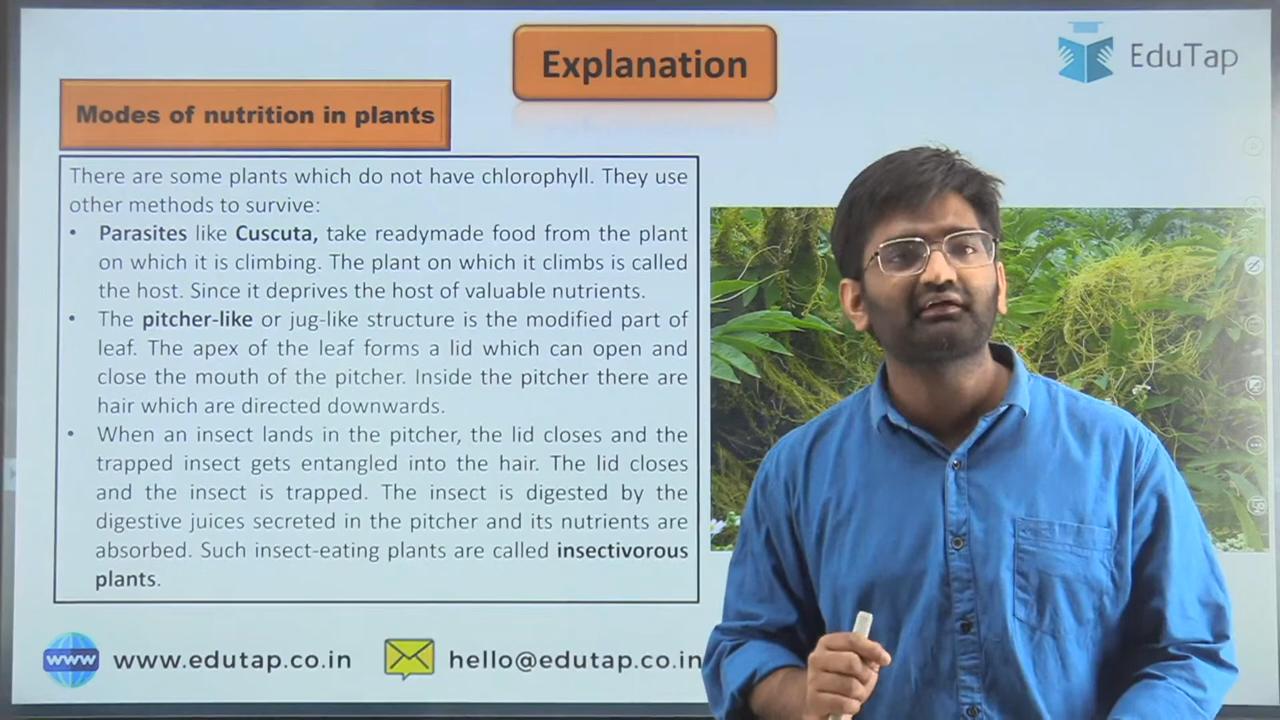 Explanation
EduTap
Modes of nutrition in plants
There are some plants which do not have chlorophyll. They use
other methods to survive:
• Parasites like Cuscuta, take readymade food from the plant
on which it is climbing. The plant on which it climbs is called
the host. Since it deprives the host of valuable nutrients.
• The pitcher-like or jug-like structure is the modified part of
leaf. The apex of the leaf forms a lid which can open and
close the mouth of the pitcher. Inside the pitcher there are
hair which are directed downwards.
• When an insect lands in the pitcher, the lid closes and the
trapped insect gets entangled into the hair. The lid closes
and the insect is trapped. The insect is digested by the
digestive juices secreted in the pitcher and its nutrients are
absorbed. Such insect-eating plants are called insectivorous
plants.
www www.edutap.co.in hello@edutap.co.in